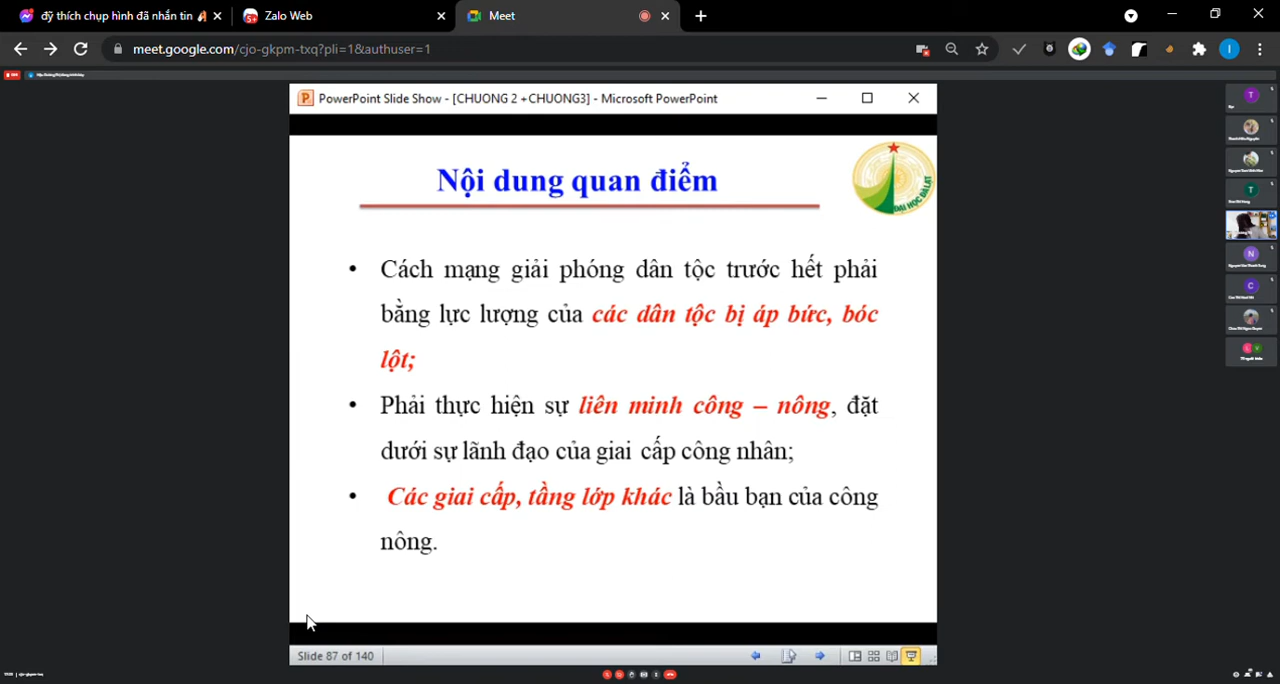 đỹ thích chụp hình đã nhắn tin
Zalo Web
Meet
meet.google.com/cjo-gkpm-txq?pli=1&authuser=1
PowerPoint Slide Show - [CHUONG 2 +CHUONG3] - Microsoft PowerPoint
Nội dung quan điểm
ĐẠI HỌC ĐÀ LẠT
• Cách mạng giải phóng dân tộc trước hết phải
bằng lực lượng của các dân tộc bị áp bức, bóc
lột;
• Phải thực hiện sự liên minh công – nông, đặt
dưới sự lãnh đạo của giai cấp công nhân;
• Các giai cấp, tầng lớp khác là bầu bạn của công
nông.
Slide 87 of 140
T
T
N
C
I